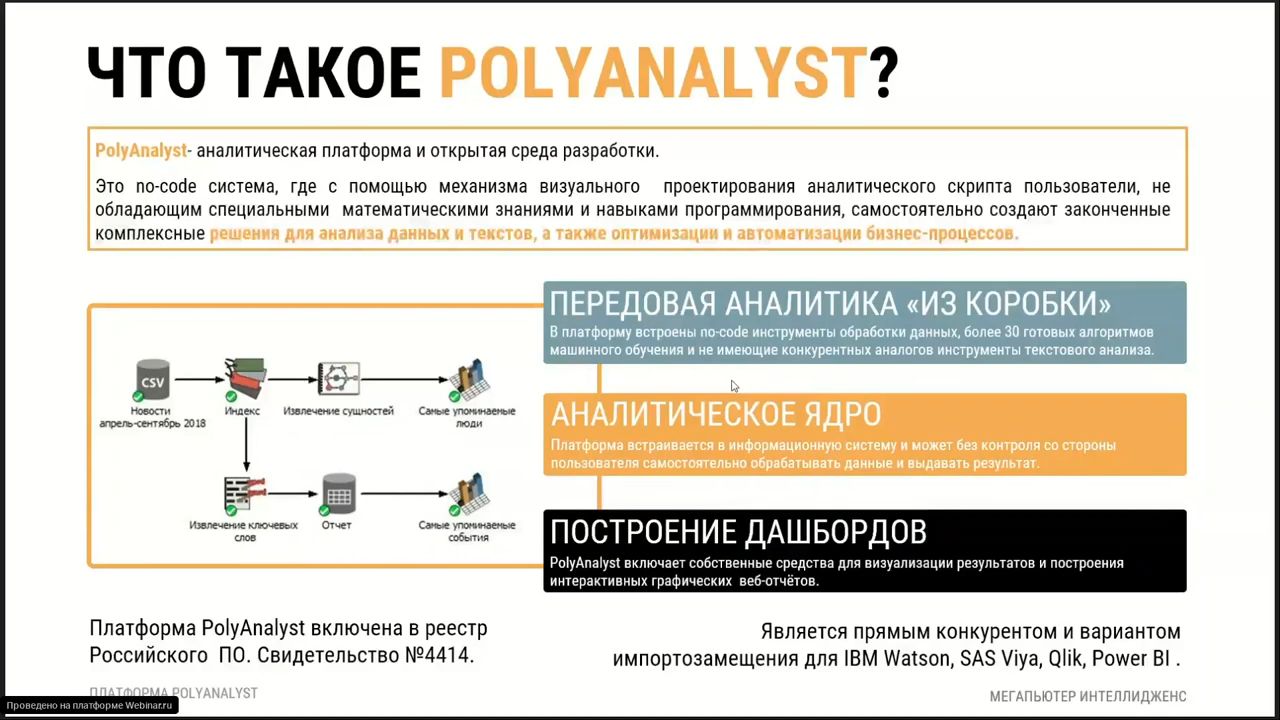 ЧТО ТАКОЕ POLYANALYST?
PolyAnalyst- аналитическая платформа и открытая среда разработки.
Это no-code система, где с помощью механизма визуального проектирования аналитического скрипта пользователи, не
обладающим специальными математическими знаниями и навыками программирования, самостоятельно создают законченные
комплексные решения для анализа данных и текстов, а также оптимизации и автоматизации бизнес-процессов.
CSV
Новости
апрель-сентябрь 2018
Индекс
Извлечение сущностей
Самые упоминаемые
люди
Извлечение ключевых
слов
Отчет
Самые упоминаемые
события
ПЕРЕДОВАЯ АНАЛИТИКА «ИЗ КОРОБКИ»
В платформу встроены no-code инструменты обработки данных, более 30 готовых алгоритмов
машинного обучения и не имеющие конкурентных аналогов инструменты текстового анализа.
АНАЛИТИЧЕСКОЕ ЯДРО
Платформа встраивается в информационную систему и может без контроля со стороны
пользователя самостоятельно обрабатывать данные и выдавать результат.
ПОСТРОЕНИЕ ДАШБОРДОВ
PolyAnalyst включает собственные средства для визуализации результатов и построения
интерактивных графических веб-отчётов.
Платформа PolyAnalyst включена в реестр
Российского ПО. Свидетельство №4414.
Является прямым конкурентом и вариантом
импортозамещения для IBM Watson, SAS Viya, Qlik, Power BI .
ПЛАТФОРМА POLYANALYST
МЕГАПЬЮТЕР ИНТЕЛЛИДЖЕНС
Проведено на платформе Webinar.ru